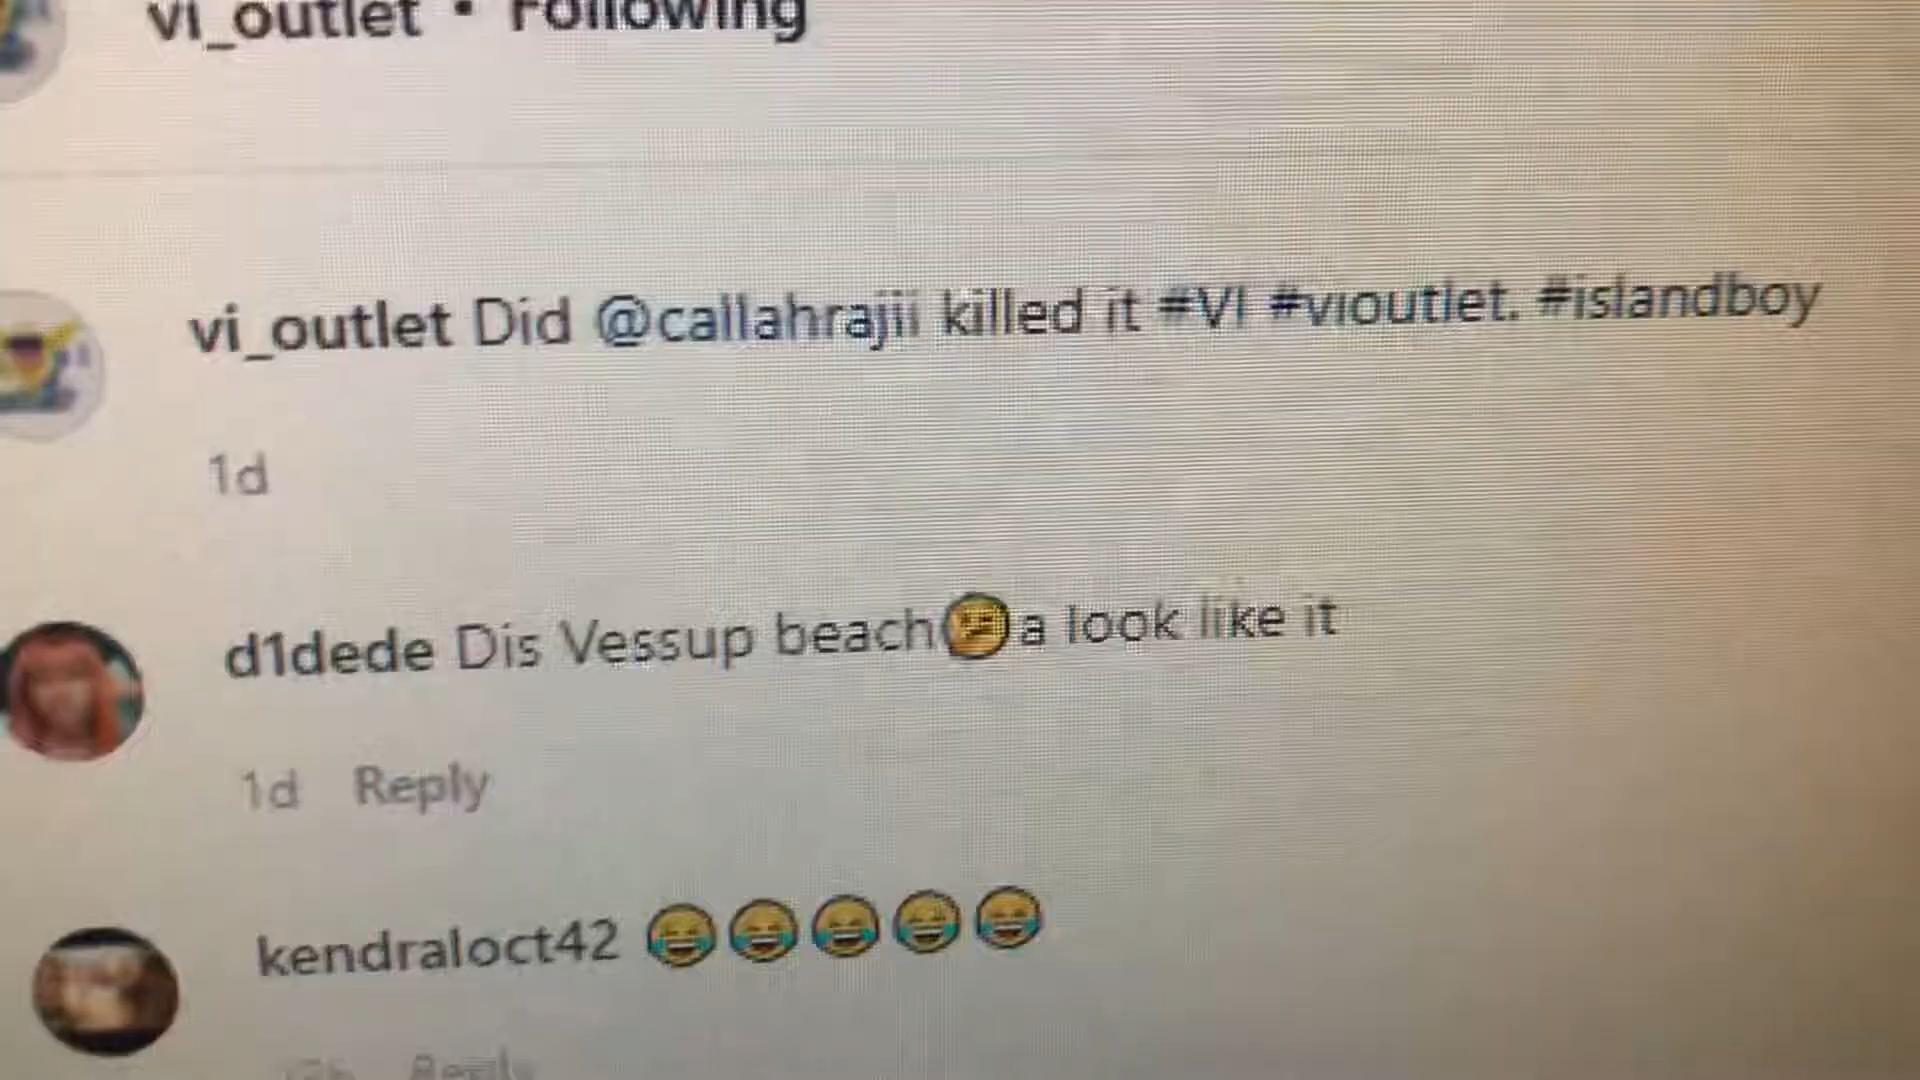 vi_outlet • Following
vi_outlet Did @callahrajii killed it #VI #vioutlet. #islandboy
1d
d1dede Dis Vessup beach🤨a look like it
1d Reply
kendraloct42 😂😂😂😂😂
Reply